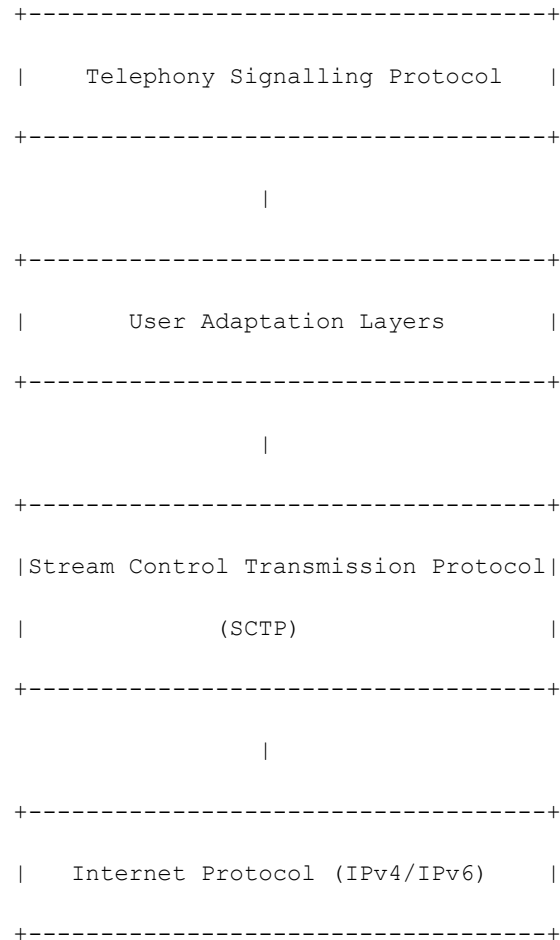 +------------------------------------+
|    Telephony Signalling Protocol   |
+------------------------------------+
|
+------------------------------------+
|       User Adaptation Layers       |
+------------------------------------+
|
+------------------------------------+
|Stream Control Transmission Protocol|
|             (SCTP)                 |
+------------------------------------+
|
+------------------------------------+
|   Internet Protocol (IPv4/IPv6)    |
+------------------------------------+